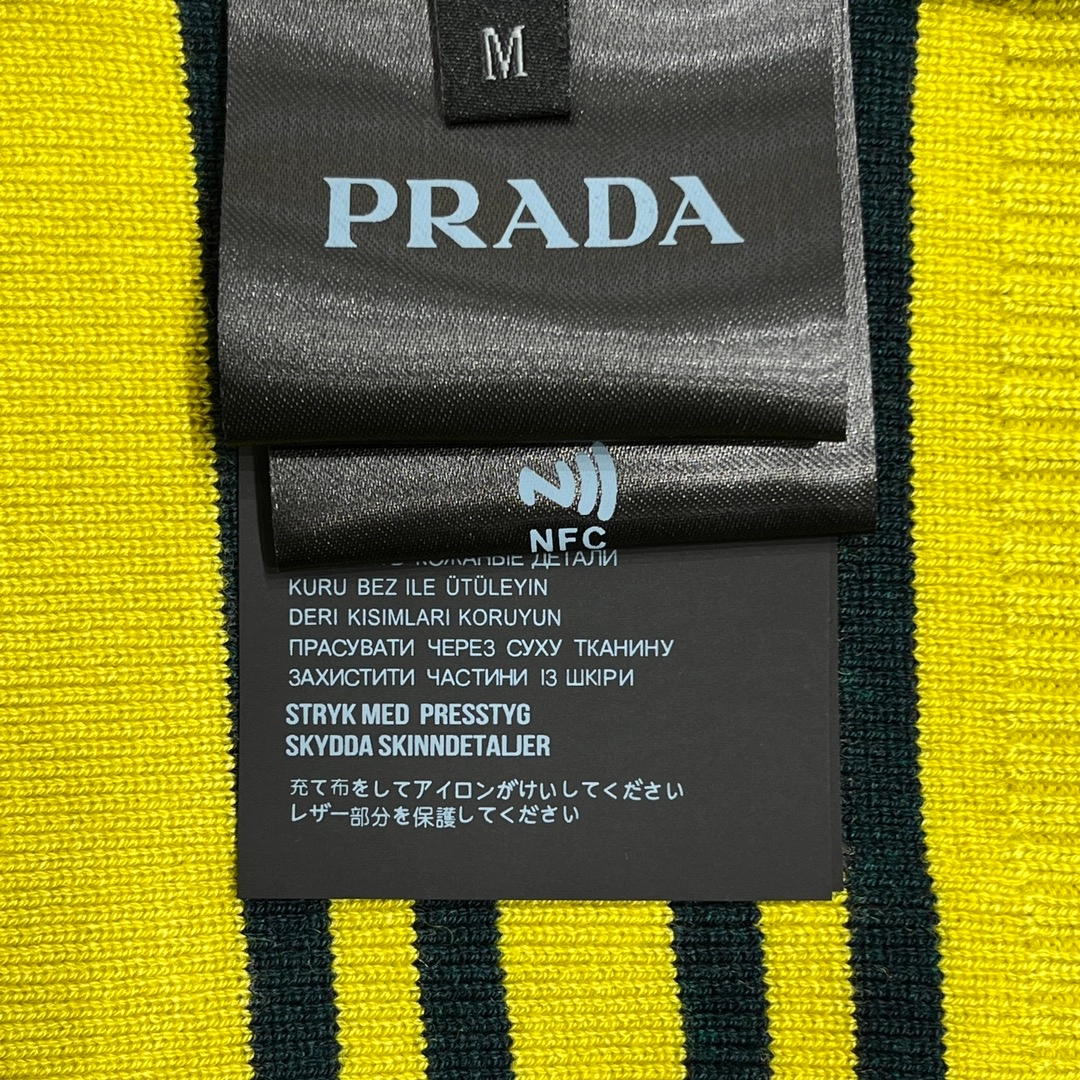 M
PRADA
NFC
КОЖАНЫЕ ДЕТАЛИ
KURU BEZ ILE ÜTÜLEYIN
DERI KISIMLARI KORUYUN
ПРАСУВАТИ ЧЕРЕЗ СУХУ ТКАНИНУ
ЗАХИСТИТИ ЧАСТИНИ ІЗ ШКІРИ
STRYK MED PRESSTYG
SKYDDA SKINNDETALJER
充て布をしてアイロンがけいしてください
レザー部分を保護してください